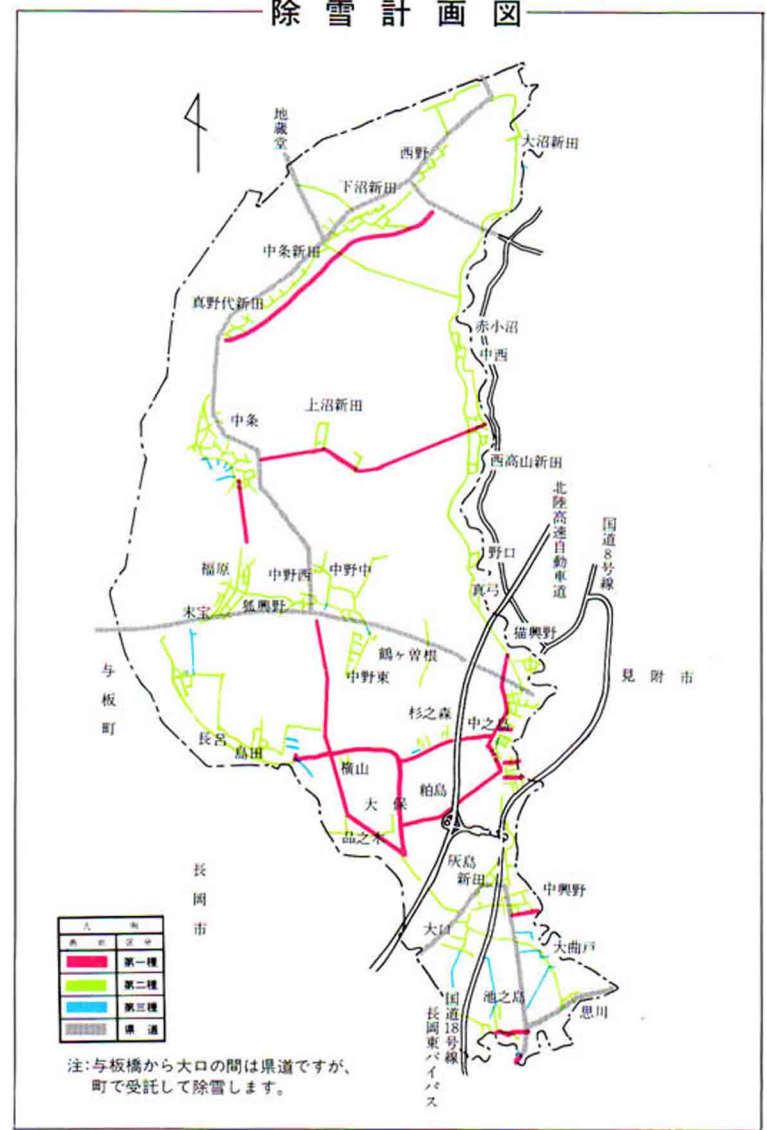 除雪計画図
地蔵堂
西野
大沼新田
下沼新田
中条新田
真野代新田
赤小沼
中西
中条
上沼新田
西高山新田
北陸高速自動車道
国道8号線
野口
福原
中野西
中野中
真弓
末宝
狐興野
猫興野
鶴ヶ曽根
中野東
与板町
見附市
杉之森
中之島
長呂
島田
横山
粕島
大保
品之木
灰島
新田
長岡市
中興野
大口
大曲戸
池之島
思川
国道18号線
長岡東バイパス
凡例
表示 区分
第一種
第二種
第三種
県道
注:与板橋から大口の間は県道ですが、
町で受託して除雪します。